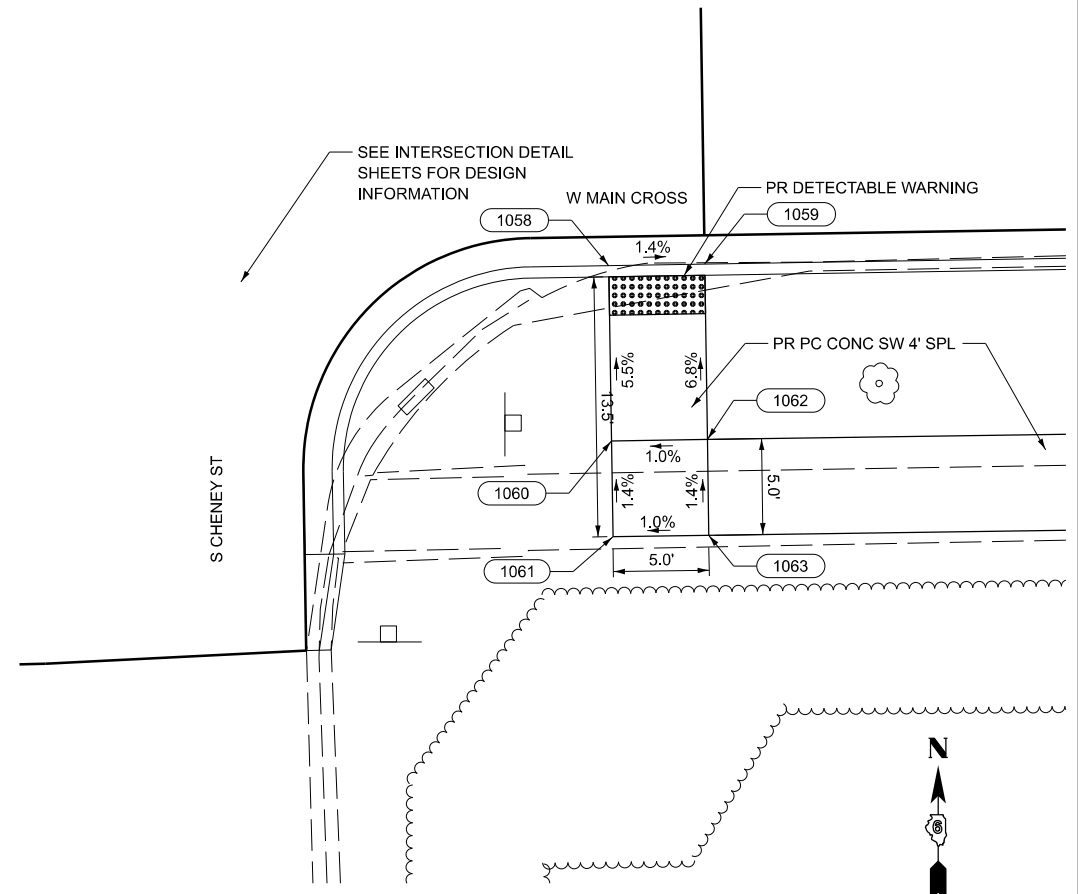 SEE INTERSECTION DETAIL
SHEETS FOR DESIGN
INFORMATION
W MAIN CROSS
PR DETECTABLE WARNING
1058
1059
1.4%
5.5%
6.8%
13.5'
PR PC CONC SW 4' SPL
1062
1.0%
1060
1.4%
1.4%
5.0'
1.0%
1061
5.0'
1063
S CHENEY ST
N
6